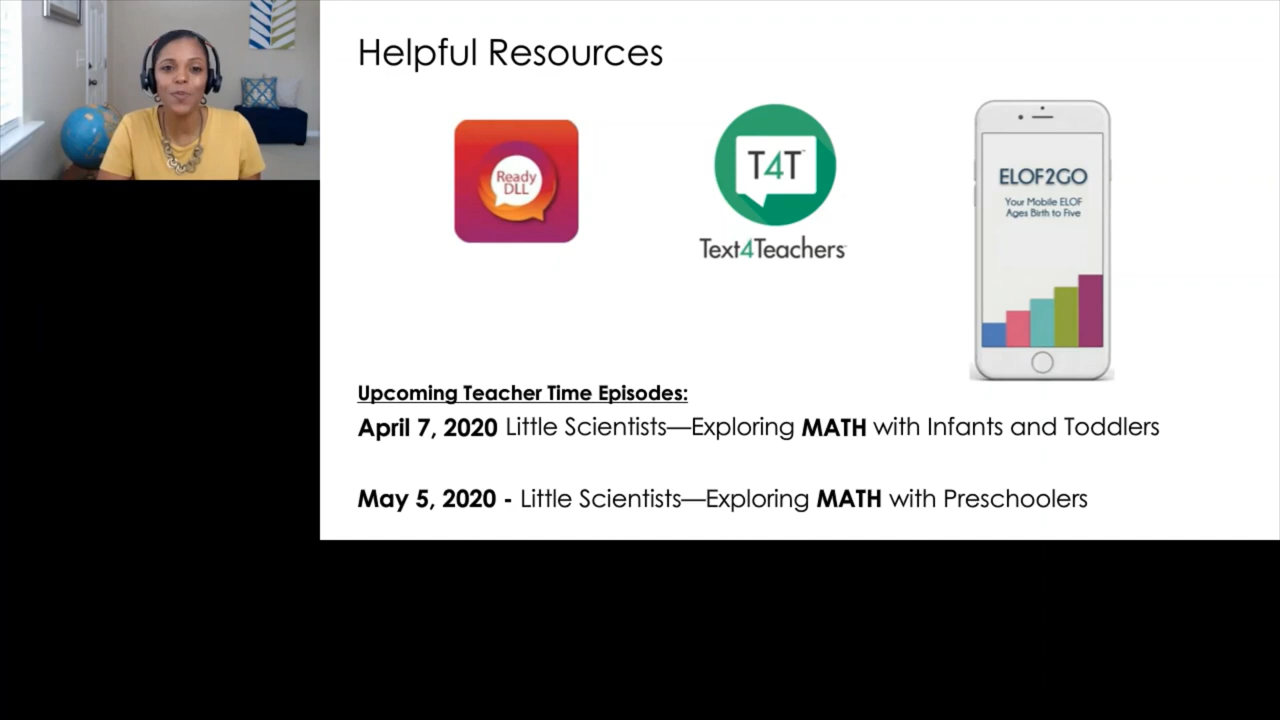 Helpful Resources
Ready
DLL
T4T™
Text4Teachers
ELOF2GO
Your Mobile ELOF
Ages Birth to Five
Upcoming Teacher Time Episodes:
April 7, 2020 Little Scientists—Exploring MATH with Infants and Toddlers
May 5, 2020 - Little Scientists—Exploring MATH with Preschoolers